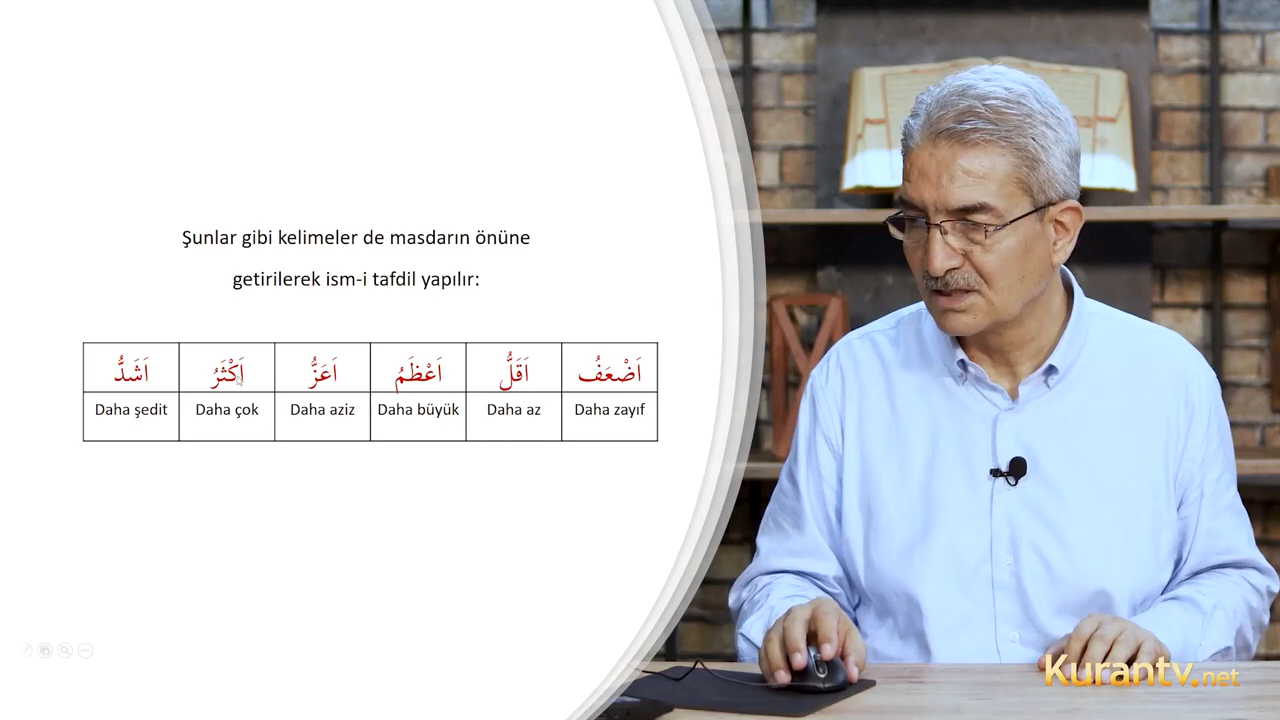 Şunlar gibi kelimeler de masdarın önüne
getirilerek ism-i tafdil yapılır:
اَشَدُّ اَكْثَرُ اَعَزُّ اَعْظَمُ اَقَلُّ اَضْعَفُ
Daha şedit Daha çok Daha aziz Daha büyük Daha az Daha zayıf
Kurantv.net